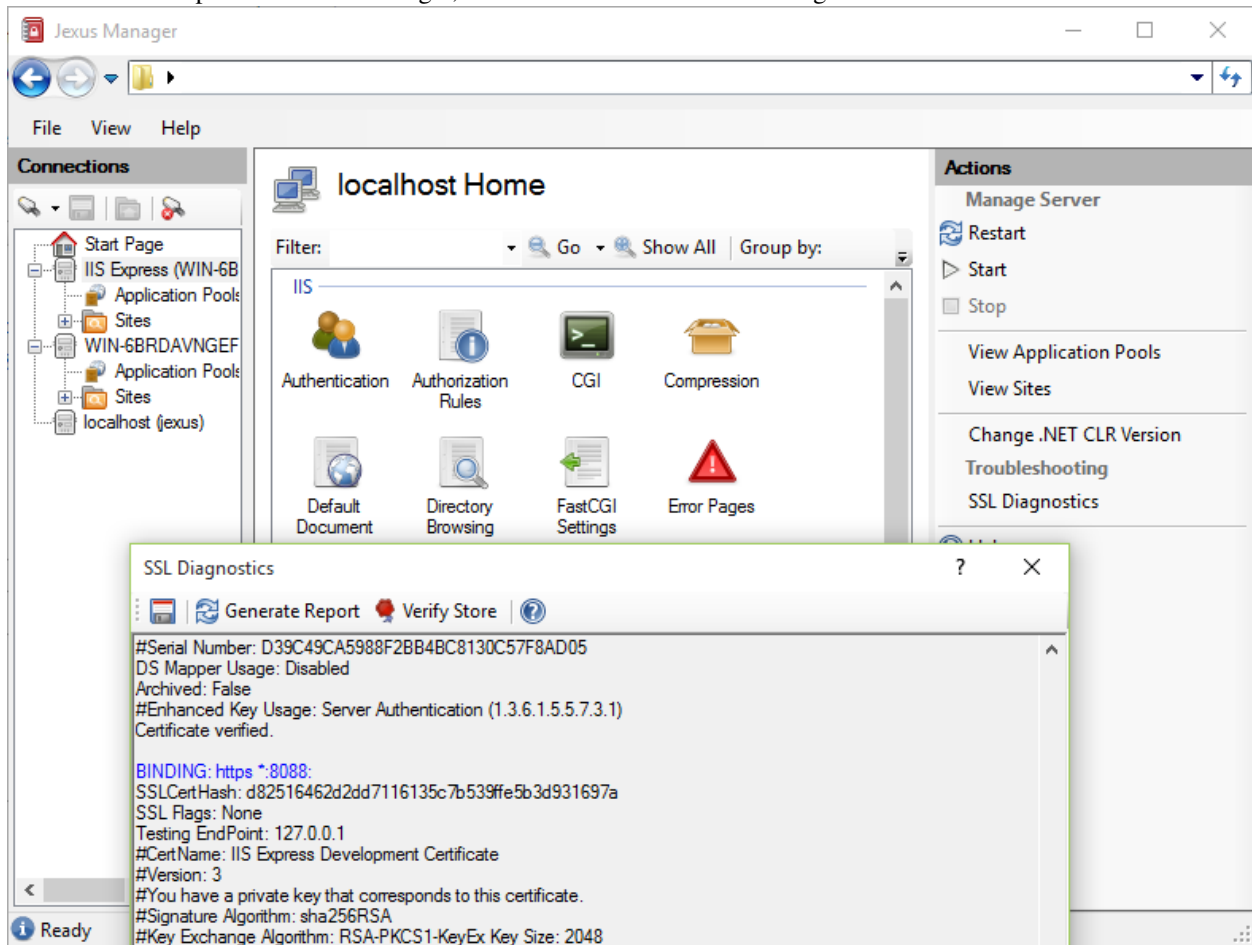 Jexus Manager
File View Help
Connections
Start Page
IIS Express (WIN-6B
Application Pools
Sites
WIN-6BRDAVNGEF
Application Pools
Sites
localhost (jexus)
localhost Home
Filter: Go Show All Group by:
IIS
Authentication Authorization Rules CGI Compression
Default Document Directory Browsing FastCGI Settings Error Pages
Actions
Manage Server
Restart
Start
Stop
View Application Pools
View Sites
Change .NET CLR Version
Troubleshooting
SSL Diagnostics
SSL Diagnostics
Generate Report Verify Store
#Serial Number: D39C49CA5988F2BB4BC8130C57F8AD05
DS Mapper Usage: Disabled
Archived: False
#Enhanced Key Usage: Server Authentication (1.3.6.1.5.5.7.3.1)
Certificate verified.
BINDING: https *:8088:
SSLCertHash: d82516462d2dd7116135c7b539ffe5b3d931697a
SSL Flags: None
Testing EndPoint: 127.0.0.1
#CertName: IIS Express Development Certificate
#Version: 3
#You have a private key that corresponds to this certificate.
#Signature Algorithm: sha256RSA
#Key Exchange Algorithm: RSA-PKCS1-KeyEx Key Size: 2048
Ready